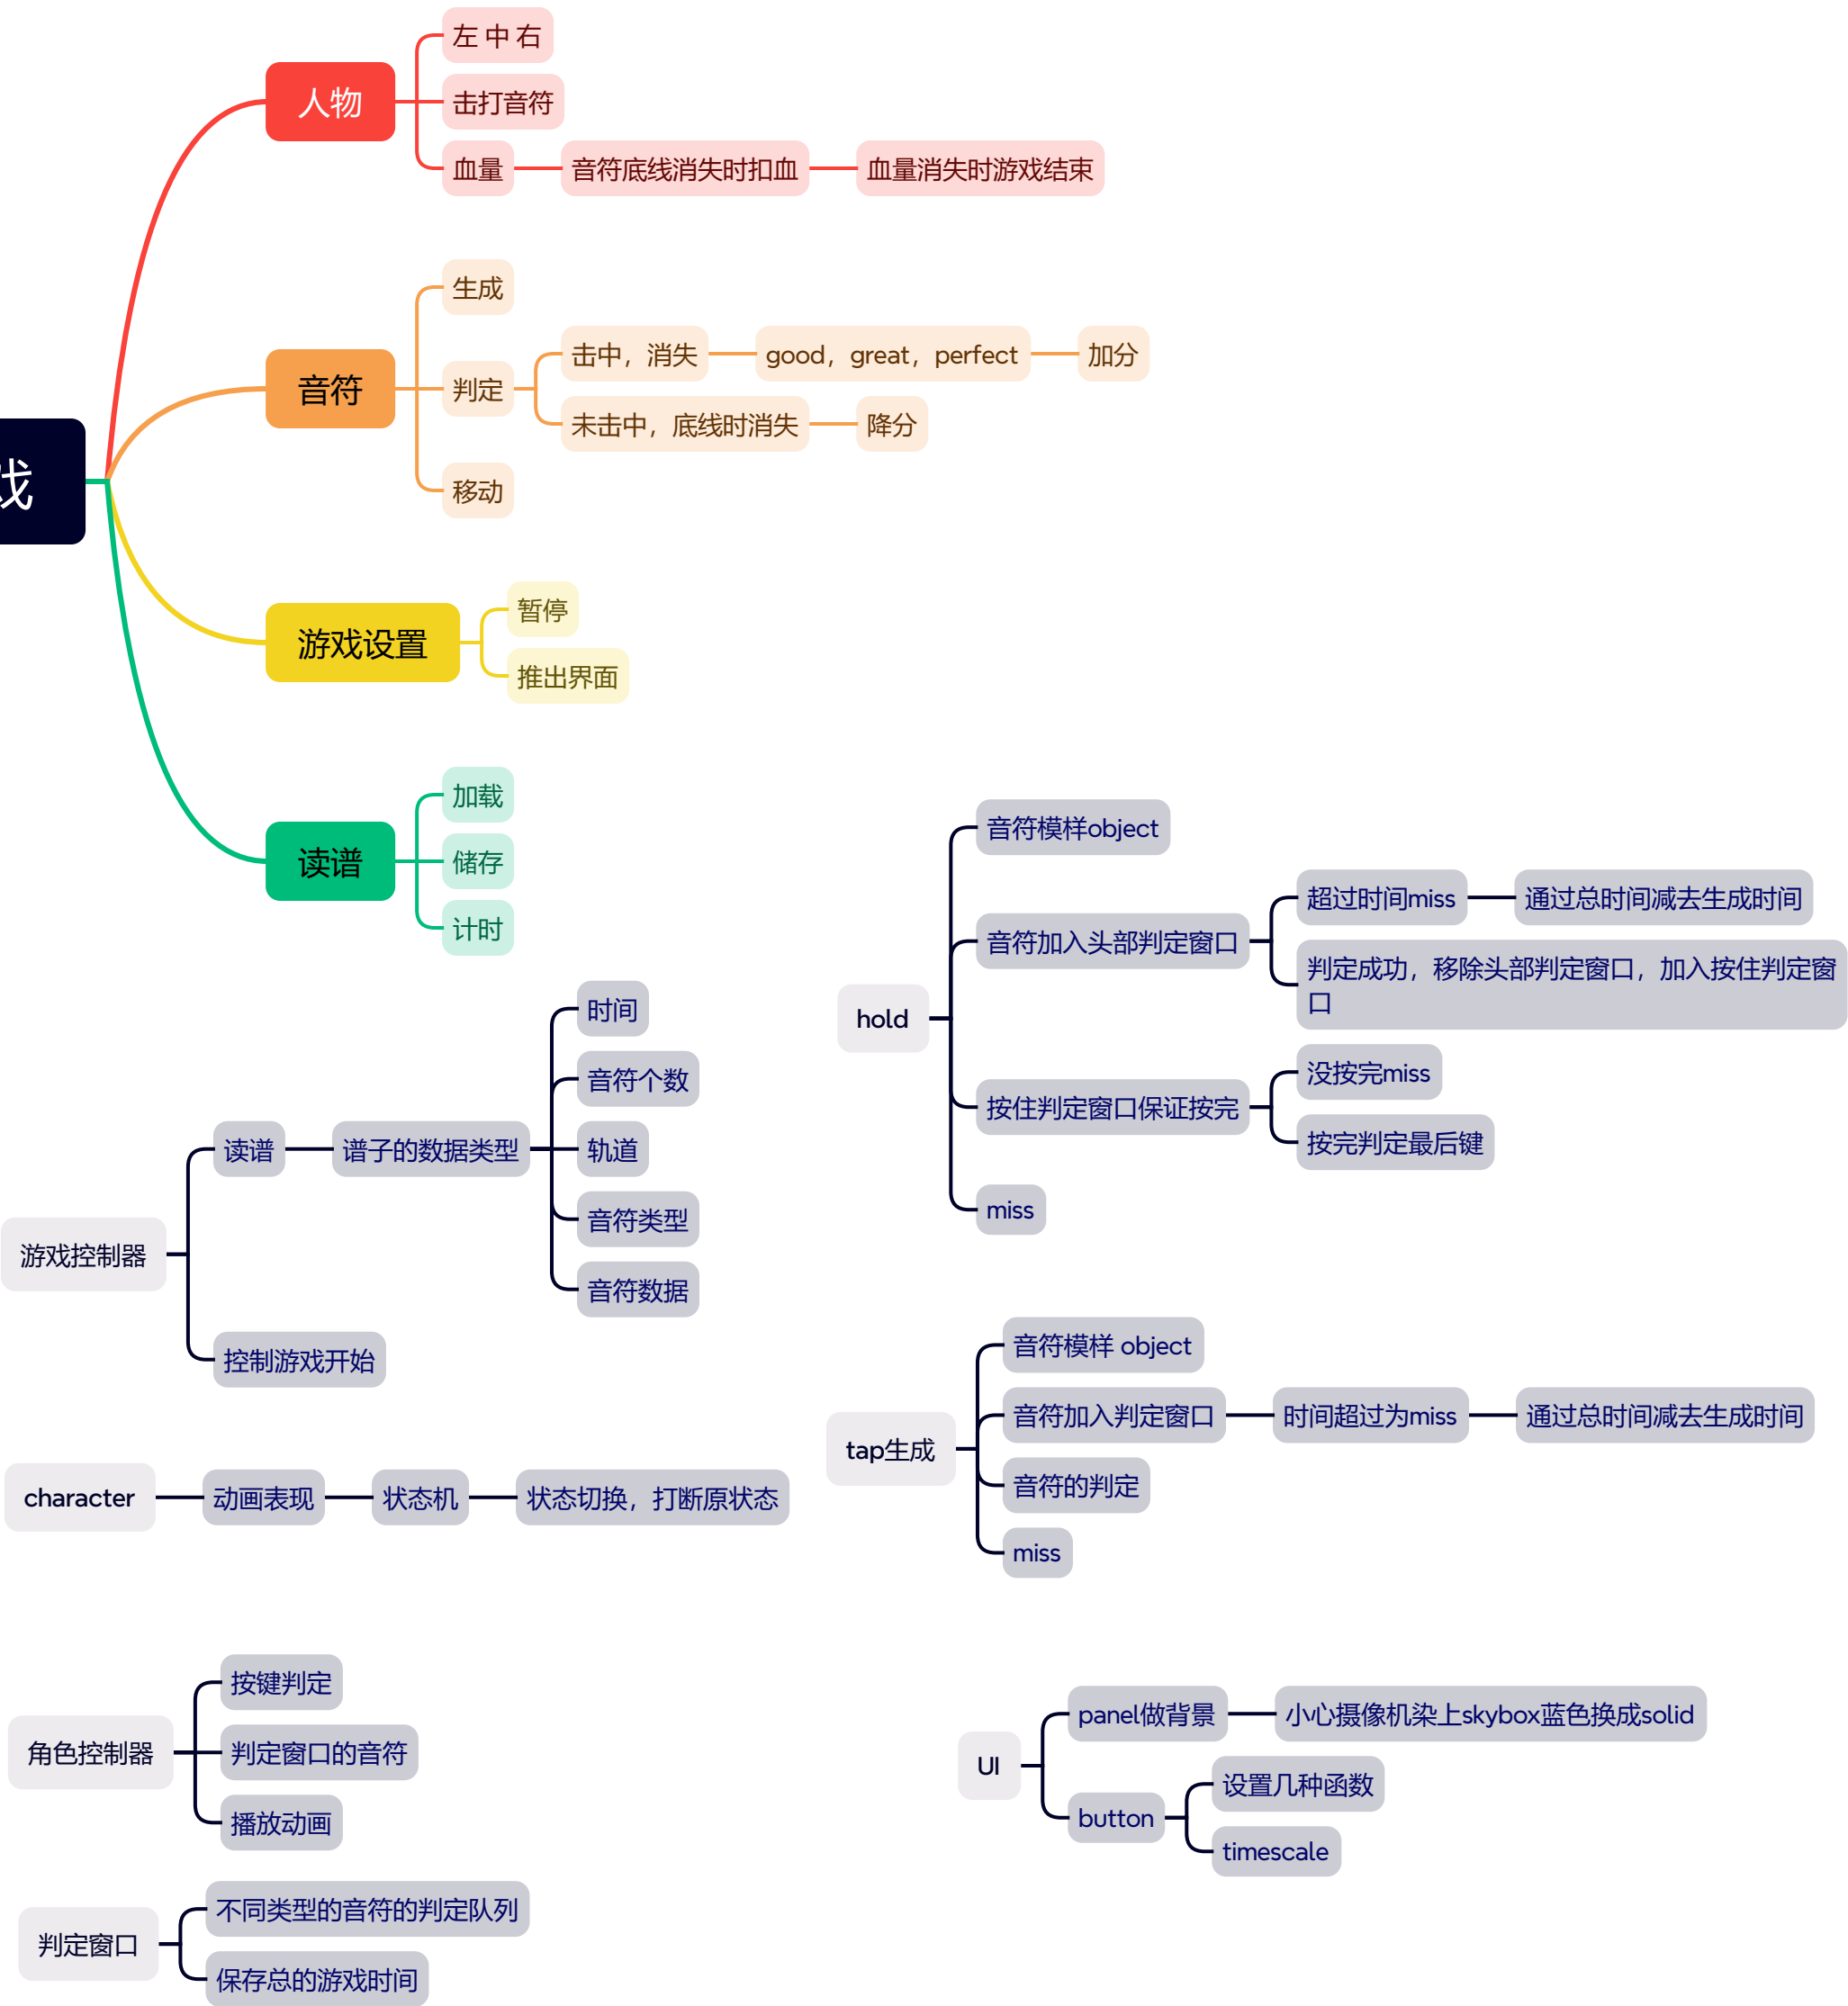 戏
人物
左 中 右
击打音符
血量
音符底线消失时扣血
血量消失时游戏结束
音符
生成
判定
击中，消失
good，great，perfect
加分
未击中，底线时消失
降分
移动
游戏设置
暂停
推出界面
读谱
加载
储存
计时
游戏控制器
读谱
谱子的数据类型
时间
音符个数
轨道
音符类型
音符数据
控制游戏开始
hold
音符模样object
音符加入头部判定窗口
超过时间miss
通过总时间减去生成时间
判定成功，移除头部判定窗口，加入按住判定窗
口
按住判定窗口保证按完
没按完miss
按完判定最后键
miss
character
动画表现
状态机
状态切换，打断原状态
tap生成
音符模样 object
音符加入判定窗口
时间超过为miss
通过总时间减去生成时间
音符的判定
miss
角色控制器
按键判定
判定窗口的音符
播放动画
UI
panel做背景
小心摄像机染上skybox蓝色换成solid
button
设置几种函数
timescale
判定窗口
不同类型的音符的判定队列
保存总的游戏时间